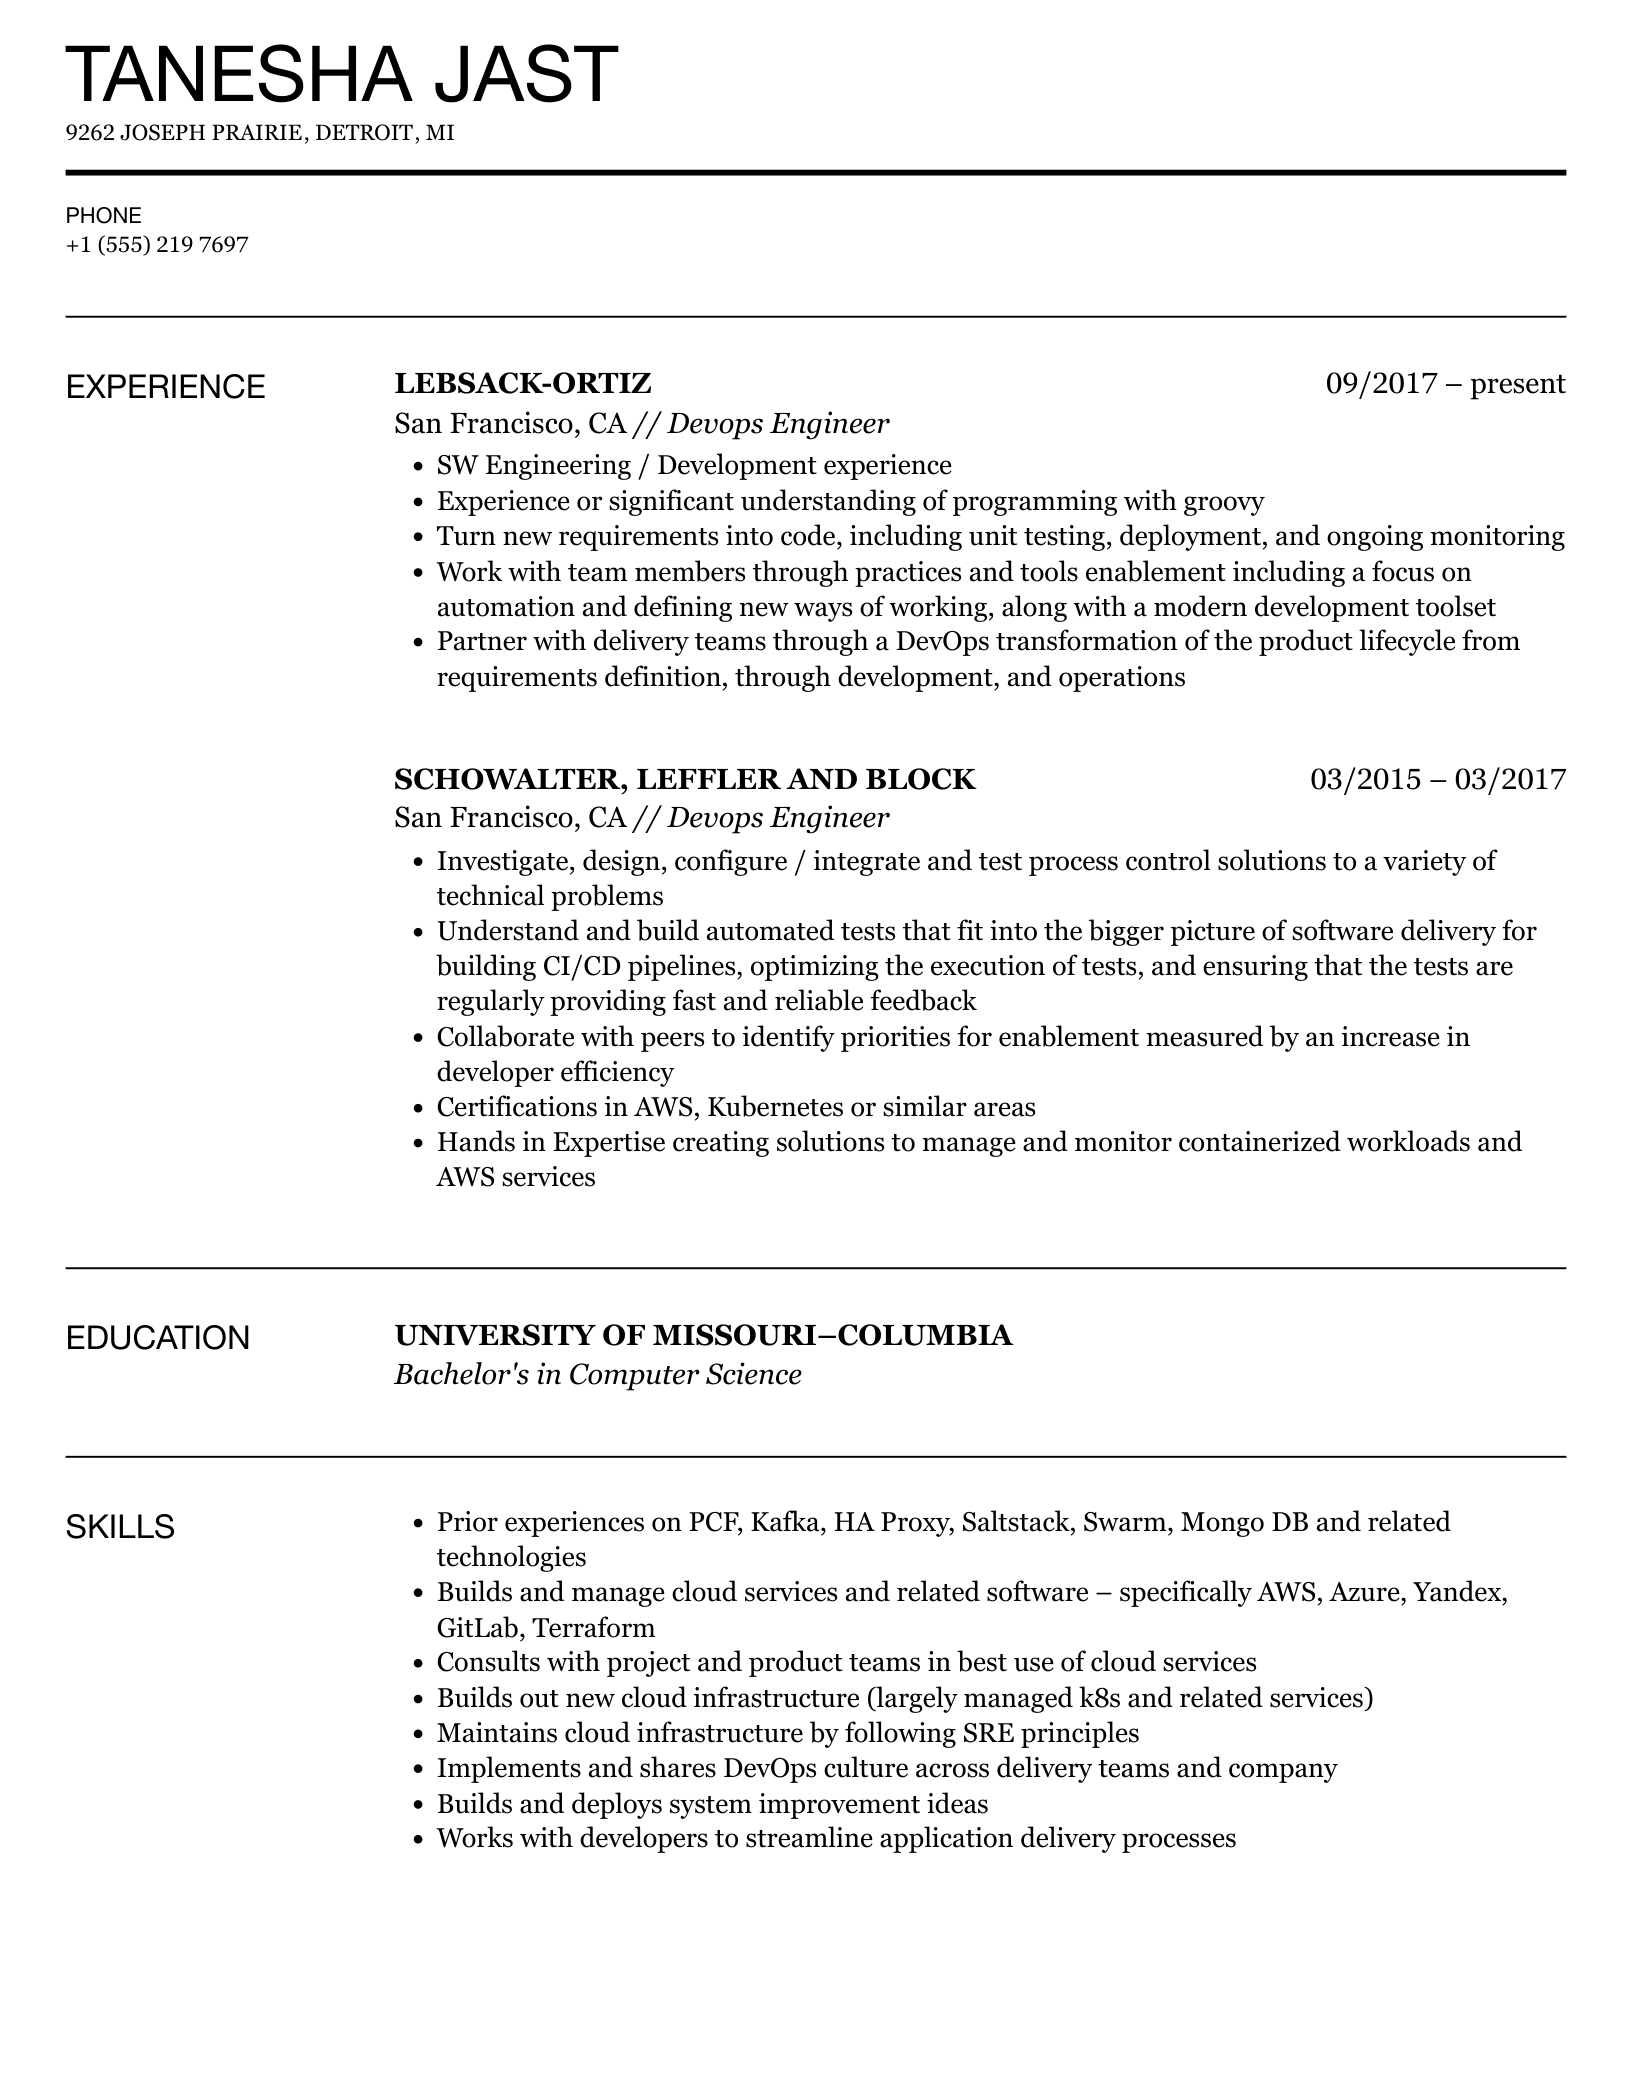 TANESHA JAST
9262 JOSEPH PRAIRIE, DETROIT, MI
PHONE
+1 (555) 219 7697
EXPERIENCE
LEBSACK-ORTIZ 09/2017 – present
San Francisco, CA // Devops Engineer
• SW Engineering / Development experience
• Experience or significant understanding of programming with groovy
• Turn new requirements into code, including unit testing, deployment, and ongoing monitoring
• Work with team members through practices and tools enablement including a focus on
automation and defining new ways of working, along with a modern development toolset
• Partner with delivery teams through a DevOps transformation of the product lifecycle from
requirements definition, through development, and operations
SCHOWALTER, LEFFLER AND BLOCK 03/2015 – 03/2017
San Francisco, CA // Devops Engineer
• Investigate, design, configure / integrate and test process control solutions to a variety of
technical problems
• Understand and build automated tests that fit into the bigger picture of software delivery for
building CI/CD pipelines, optimizing the execution of tests, and ensuring that the tests are
regularly providing fast and reliable feedback
• Collaborate with peers to identify priorities for enablement measured by an increase in
developer efficiency
• Certifications in AWS, Kubernetes or similar areas
• Hands in Expertise creating solutions to manage and monitor containerized workloads and
AWS services
EDUCATION
UNIVERSITY OF MISSOURI–COLUMBIA
Bachelor's in Computer Science
SKILLS
• Prior experiences on PCF, Kafka, HA Proxy, Saltstack, Swarm, Mongo DB and related
technologies
• Builds and manage cloud services and related software – specifically AWS, Azure, Yandex,
GitLab, Terraform
• Consults with project and product teams in best use of cloud services
• Builds out new cloud infrastructure (largely managed k8s and related services)
• Maintains cloud infrastructure by following SRE principles
• Implements and shares DevOps culture across delivery teams and company
• Builds and deploys system improvement ideas
• Works with developers to streamline application delivery processes